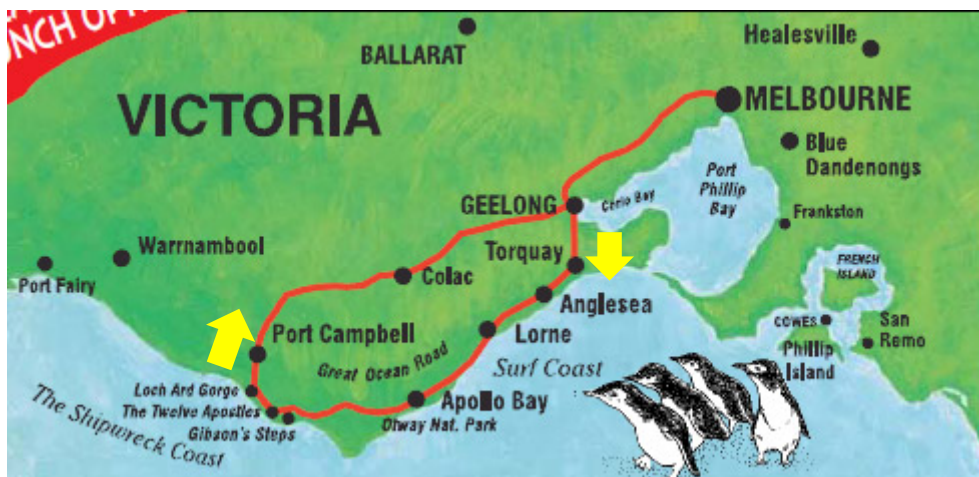 UNCH OP
BALLARAT
Healesville
VICTORIA
MELBOURNE
Blue
Dandenongs
Port
Phillip
Bay
Corio Bay
GEELONG
Frankston
Warrnambool
Torquay
FRENCH
ISLAND
Port Fairy
Colac
Anglesea
COWES
San
Remo
Port Campbell
Lorne
Phillip
Island
Great Ocean Road
Surf Coast
Loch Ard Gorge
The Twelve Apostles
Gibson's Steps
Apollo Bay
Otway Nat. Park
The Shipwreck Coast